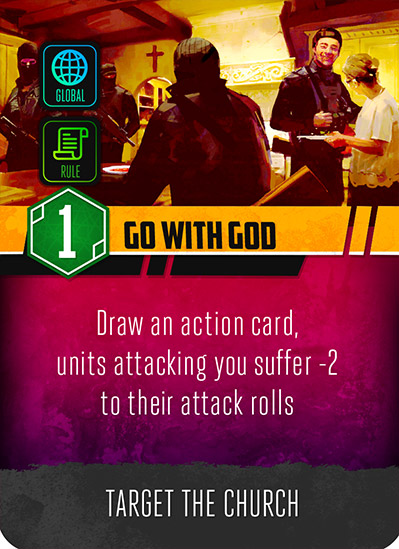 GLOBAL
RULE
1
GO WITH GOD
Draw an action card,
units attacking you suffer -2
to their attack rolls
TARGET THE CHURCH